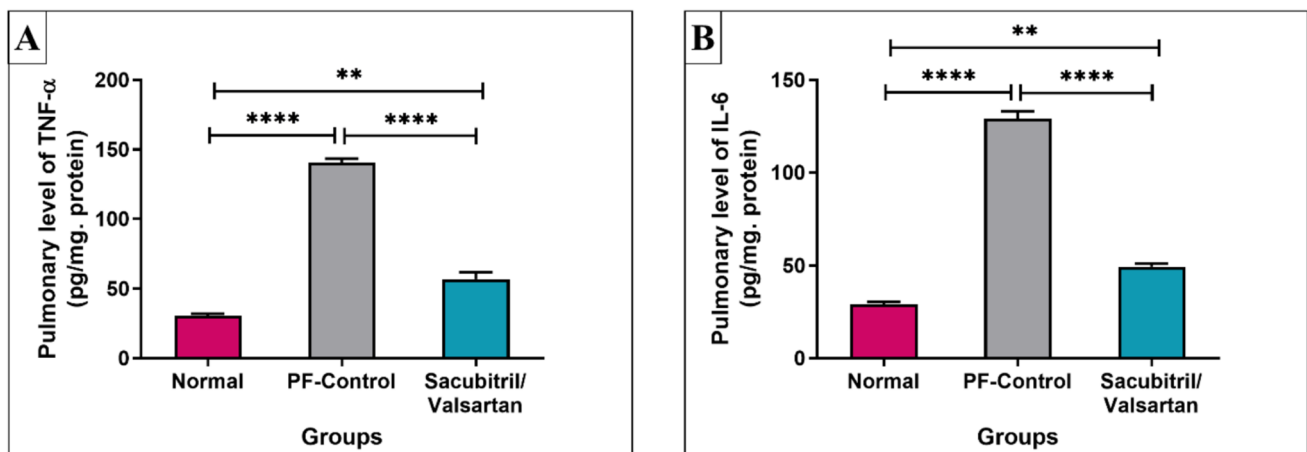 A
Pulmonary level of TNF-α
(pg/mg. protein)
200
150
100
50
0
**
****
****
Normal
PF-Control
Sacubitril/
Valsartan
Groups
B
Pulmonary level of IL-6
(pg/mg. protein)
150
100
50
0
**
****
****
Normal
PF-Control
Sacubitril/
Valsartan
Groups